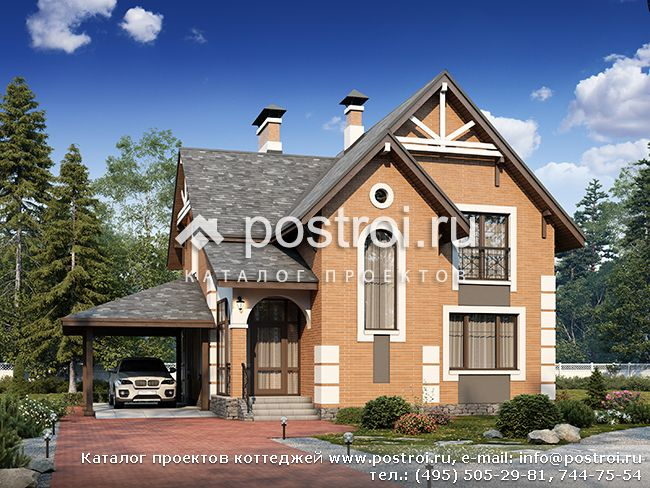 postroi.ru
КАТАЛОГ ПРОЕКТОВ
Каталог проектов коттеджей www.postroi.ru, e-mail: info@postroi.ru
тел.: (495) 505-29-81, 744-75-54